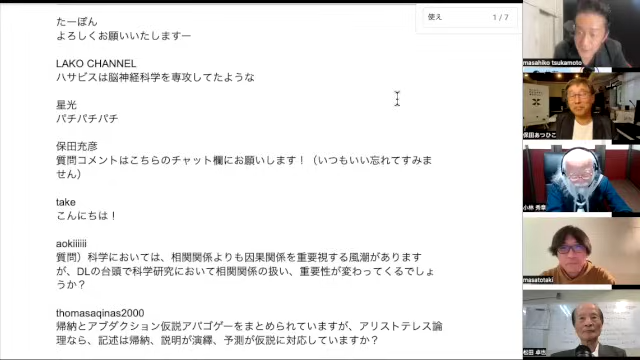 たーぽん
よろしくお願いいたしますー
LAKO CHANNEL
ハサビスは脳神経科学を専攻してたような
星光
パチパチパチ
保田充彦
質問コメントはこちらのチャット欄にお願いします！（いつもいい忘れてすみま
せん）
take
こんにちは！
aokiiiiii
質問）科学においては、相関関係よりも因果関係を重要視する風潮があります
が、DLの台頭で科学研究において相関関係の扱い、重要性が変わってくるでしょ
うか？
thomasaqinas2000
帰納とアブダクション仮説アパゴゲーをまとめられていますが、アリストテレス論
理なら、記述は帰納、説明が演繹、予測が仮説に対応していますか？
使え
1 / 7
masahiko tsukamoto
保田あつひこ
小林 秀章
masatotaki
松田 卓也